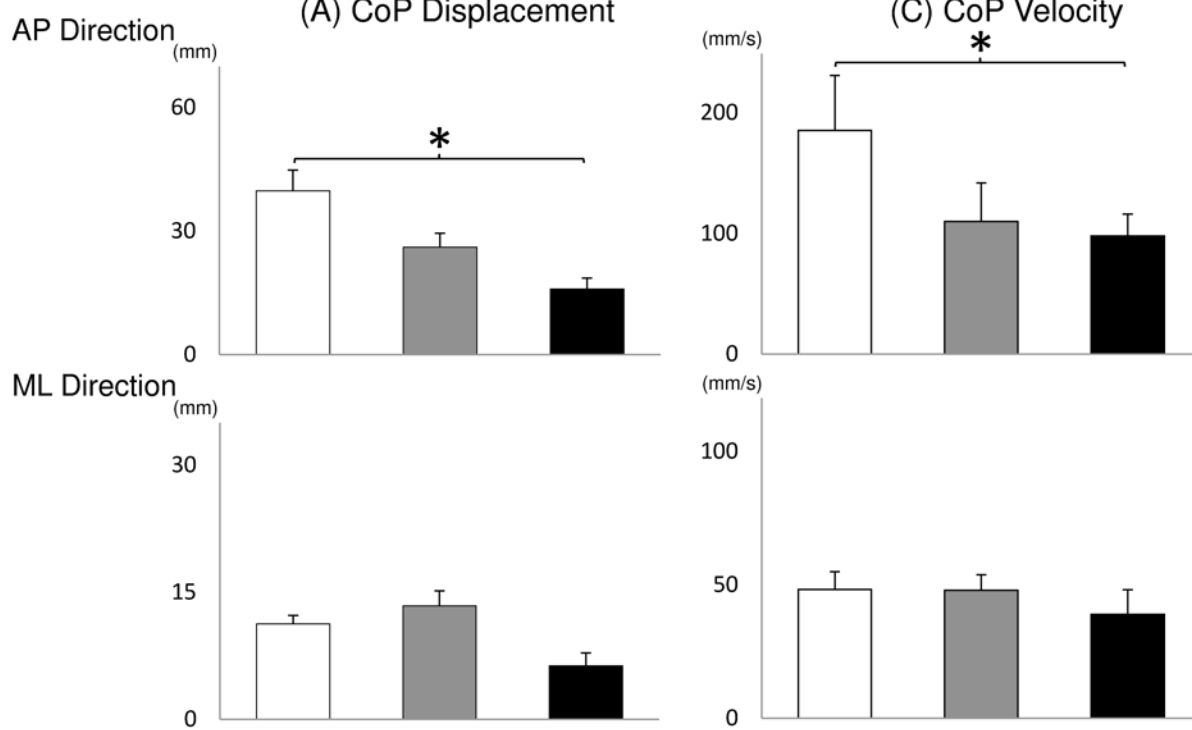 (A) CoP Displacement
(C) CoP Velocity
AP Direction
(mm)
(mm/s)
60
30
0
*
200
100
0
*
ML Direction
(mm)
(mm/s)
30
15
0
100
50
0